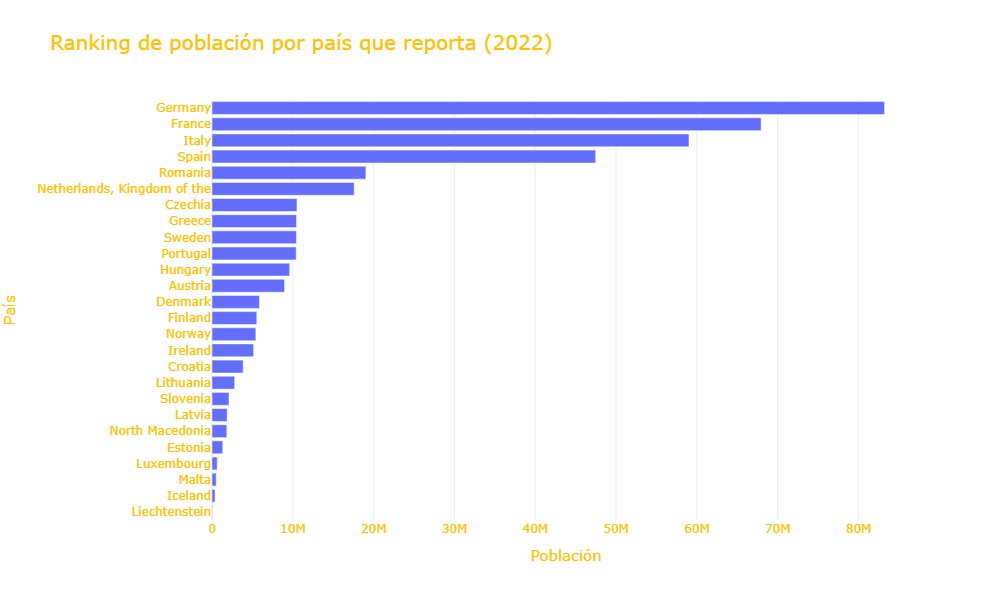 Ranking de población por país que reporta (2022)
Germany
France
Italy
Spain
Romania
Netherlands, Kingdom of the
Czechia
Greece
Sweden
Portugal
Hungary
Austria
Denmark
Finland
Norway
Ireland
Croatia
Lithuania
Slovenia
Latvia
North Macedonia
Estonia
Luxembourg
Malta
Iceland
Liechtenstein
País
0 10M 20M 30M 40M 50M 60M 70M 80M
Población